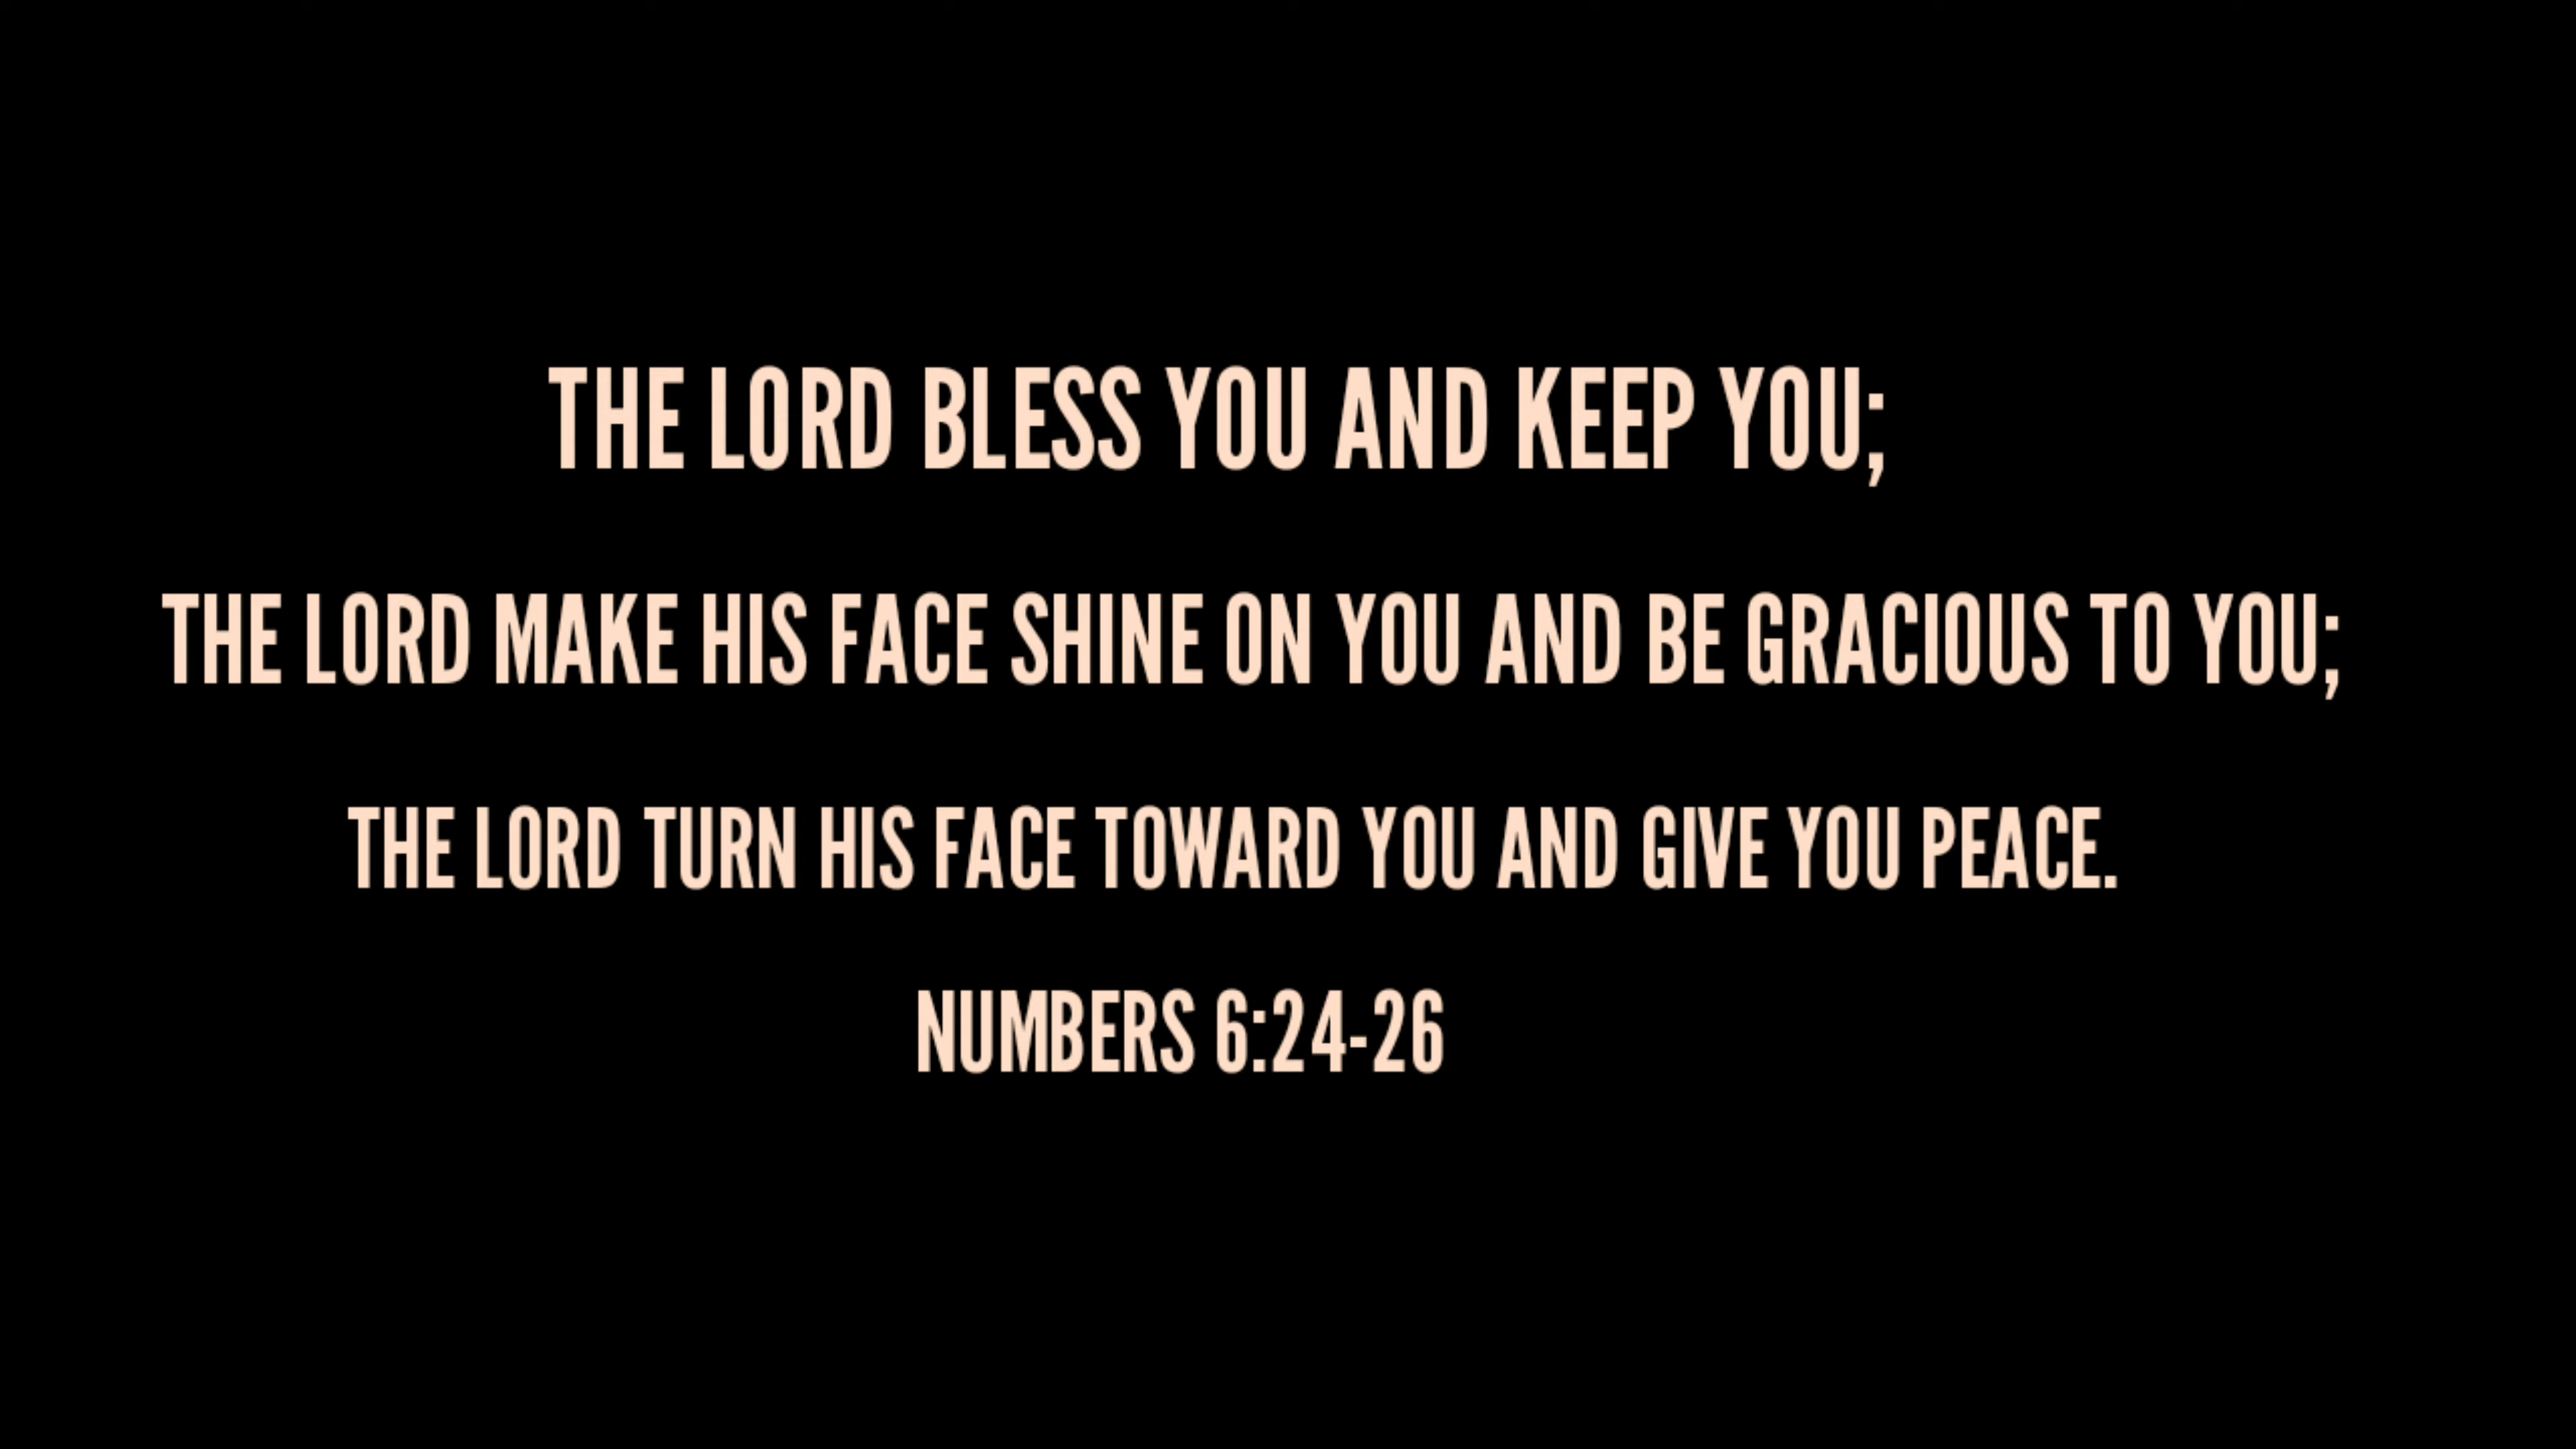 THE LORD BLESS YOU AND KEEP YOU;
THE LORD MAKE HIS FACE SHINE ON YOU AND BE GRACIOUS TO YOU;
THE LORD TURN HIS FACE TOWARD YOU AND GIVE YOU PEACE.
NUMBERS 6:24-26